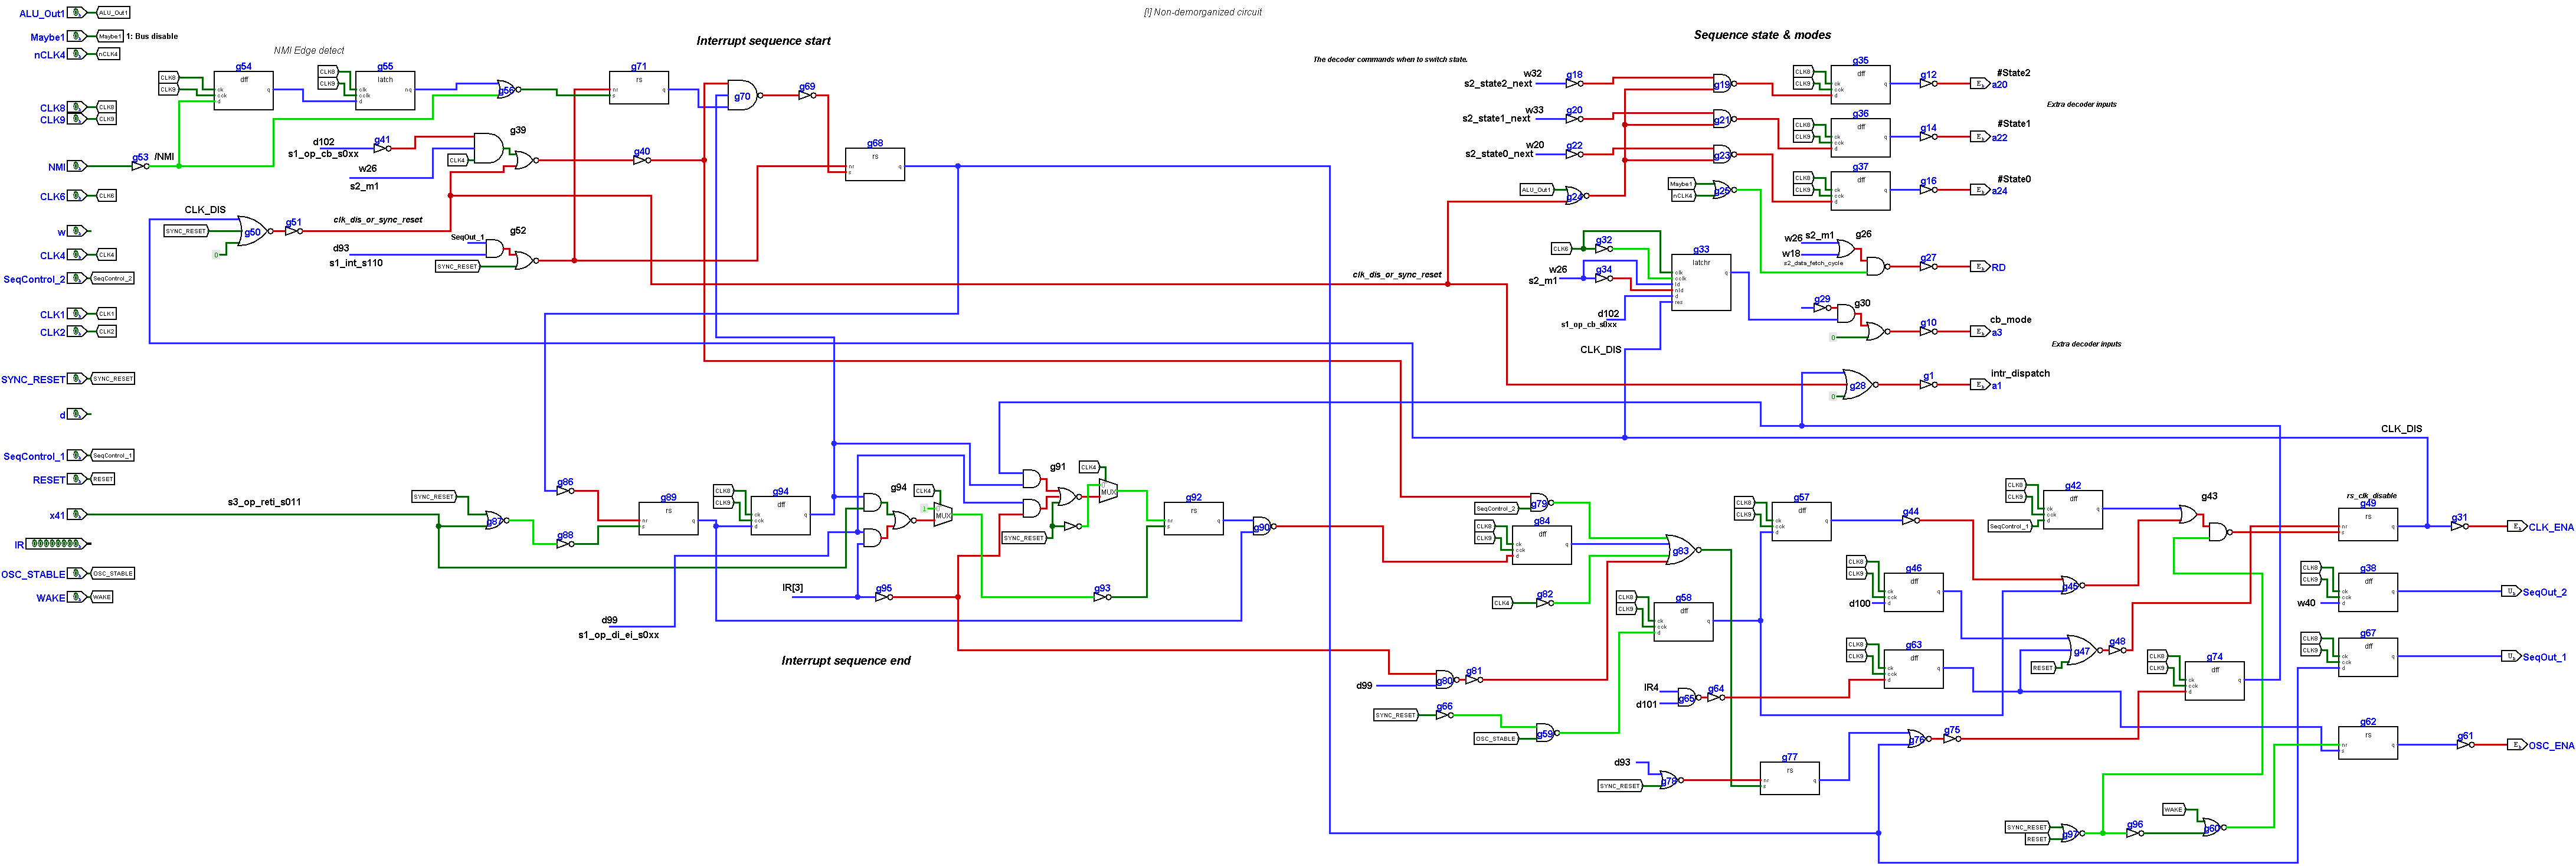 [!] Non-demorganized circuit
ALU_Out1
ALU_Out1
Maybe1
Maybe1
1: Bus disable
nCLK4
nCLK4
CLK8
CLK8
CLK9
CLK9
NMI
CLK6
CLK6
w
CLK4
CLK4
SeqControl_2
SeqControl_2
CLK1
CLK1
CLK2
CLK2
SYNC_RESET
SYNC_RESET
d
SeqControl_1
SeqControl_1
RESET
RESET
x41
IR
OSC_STABLE
OSC_STABLE
WAKE
WAKE
Interrupt sequence start
NMI Edge detect
CLK8
CLK9
g54
dff
g55
latch
g56
g71
rs
g70
g69
g53
/NMI
d102
s1_op_cb_s0xx
g41
w26
s2_m1
CLK4
g39
g40
g68
rs
CLK_DIS
SYNC_RESET
g50
0
g51
clk_dis_or_sync_reset
SeqOut_1
d93
s1_int_s110
SYNC_RESET
g52
Sequence state & modes
The decoder commands when to switch state.
w32
s2_state2_next
g18
g19
g35
dff
g12
#State2
a20
Extra decoder inputs
w33
s2_state1_next
g20
g21
g36
dff
g14
#State1
a22
w20
s2_state0_next
g22
g23
g37
dff
g16
#State0
a24
ALU_Out1
g24
Maybe1
nCLK4
g25
CLK6
g32
g33
latchr
w26
s2_m1
g34
d102
s1_op_cb_s0xx
CLK_DIS
clk_dis_or_sync_reset
w26
s2_m1
w18
s2_data_fetch_cycle
g26
g27
RD
g29
g30
0
g10
cb_mode
a3
Extra decoder inputs
g28
0
g1
intr_dispatch
a1
CLK_DIS
s3_op_reti_s011
SYNC_RESET
g86
g87
g88
g89
rs
CLK8
CLK9
g94
dff
g94
CLK4
MUX
IR[3]
g95
d99
s1_op_di_ei_s0xx
Interrupt sequence end
g91
SYNC_RESET
CLK4
MUX
g92
rs
g93
g90
g79
SeqControl_2
CLK8
CLK9
g84
dff
g83
CLK4
g82
g58
dff
g57
dff
g44
g80
d99
g81
SYNC_RESET
g66
OSC_STABLE
g59
IR4
d101
g65
g64
d93
SYNC_RESET
g78
g77
rs
g76
g75
g46
dff
d100
g63
dff
g45
g47
RESET
g48
g74
dff
g42
dff
SeqControl_1
g43
rs_clk_disable
g49
rs
g31
CLK_ENA
g38
dff
w40
SeqOut_2
g67
dff
SeqOut_1
g62
rs
g61
OSC_ENA
WAKE
g60
SYNC_RESET
RESET
g97
g96